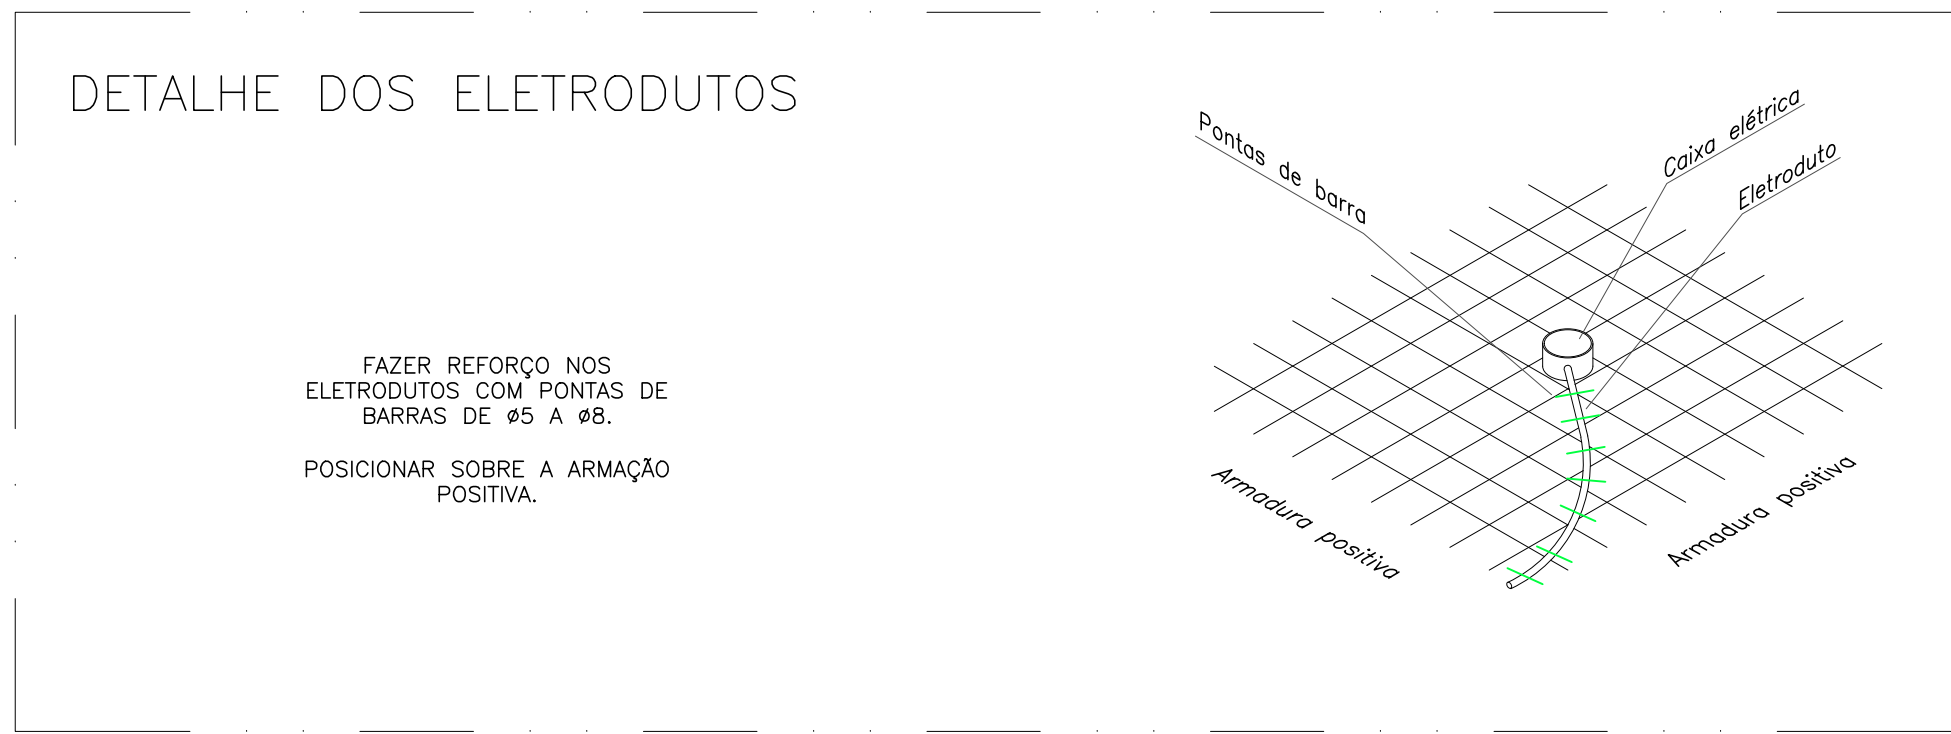 DETALHE DOS ELETRODUTOS
Pontas de barra
Caixa elétrica
Eletroduto
FAZER REFORÇO NOS
ELETRODUTOS COM PONTAS DE
BARRAS DE ø5 A ø8.
POSICIONAR SOBRE A ARMAÇÃO
POSITIVA.
Armadura positiva
Armadura positiva